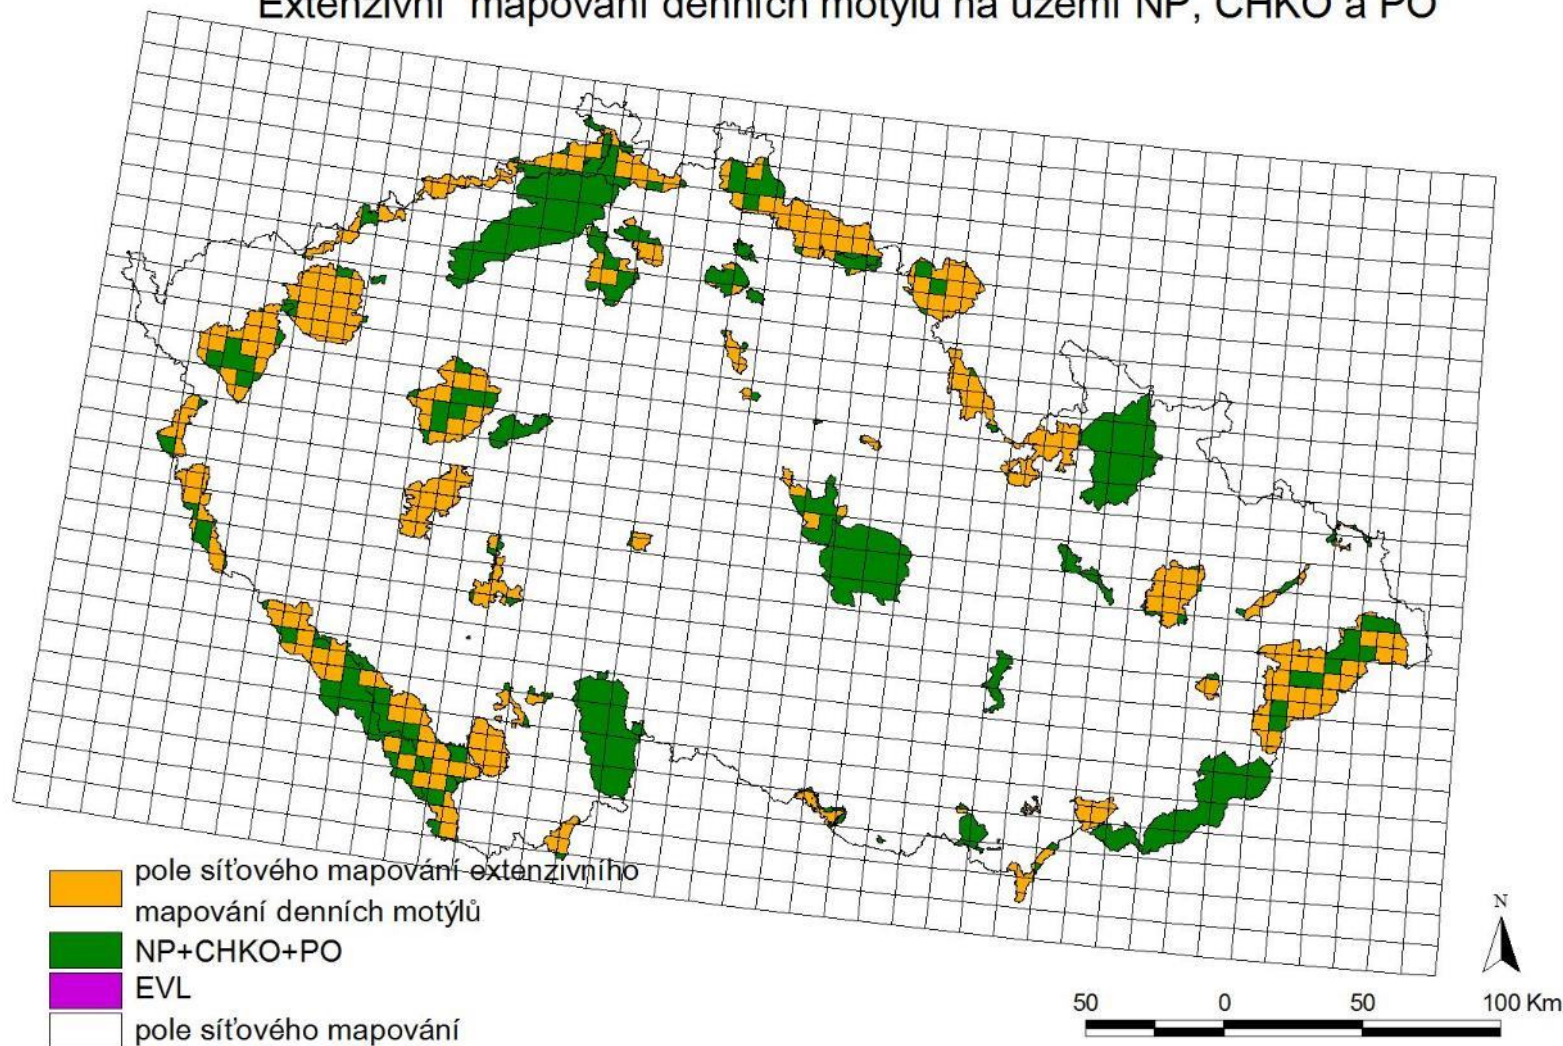 Extenzivní mapování denních motýlů na území NP, CHKO a PO
pole síťového mapování extenzivního
mapování denních motýlů
NP+CHKO+PO
EVL
pole síťového mapování
N
50 0 50 100 Km